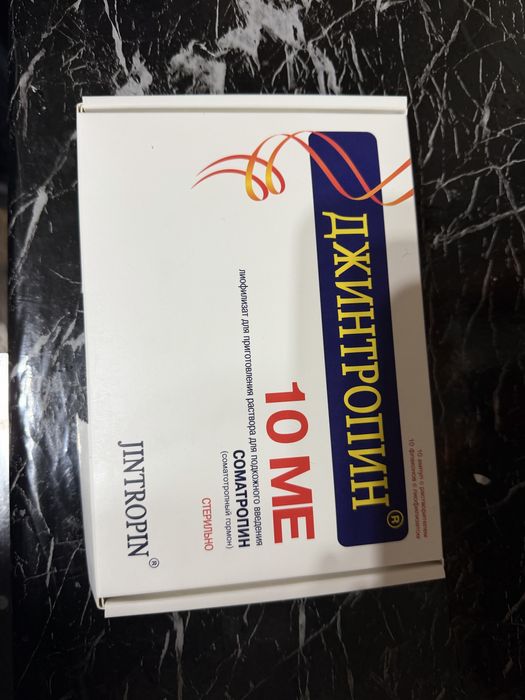 10 ампул с растворителем
10 флаконов с лиофилизатом
ДЖИНТРОПИН®
10 МЕ
лиофилизат для приготовления раствора для подкожного введения
СОМАТРОПИН
(соматотропный гормон)
СТЕРИЛЬНО
JINTROPIN®